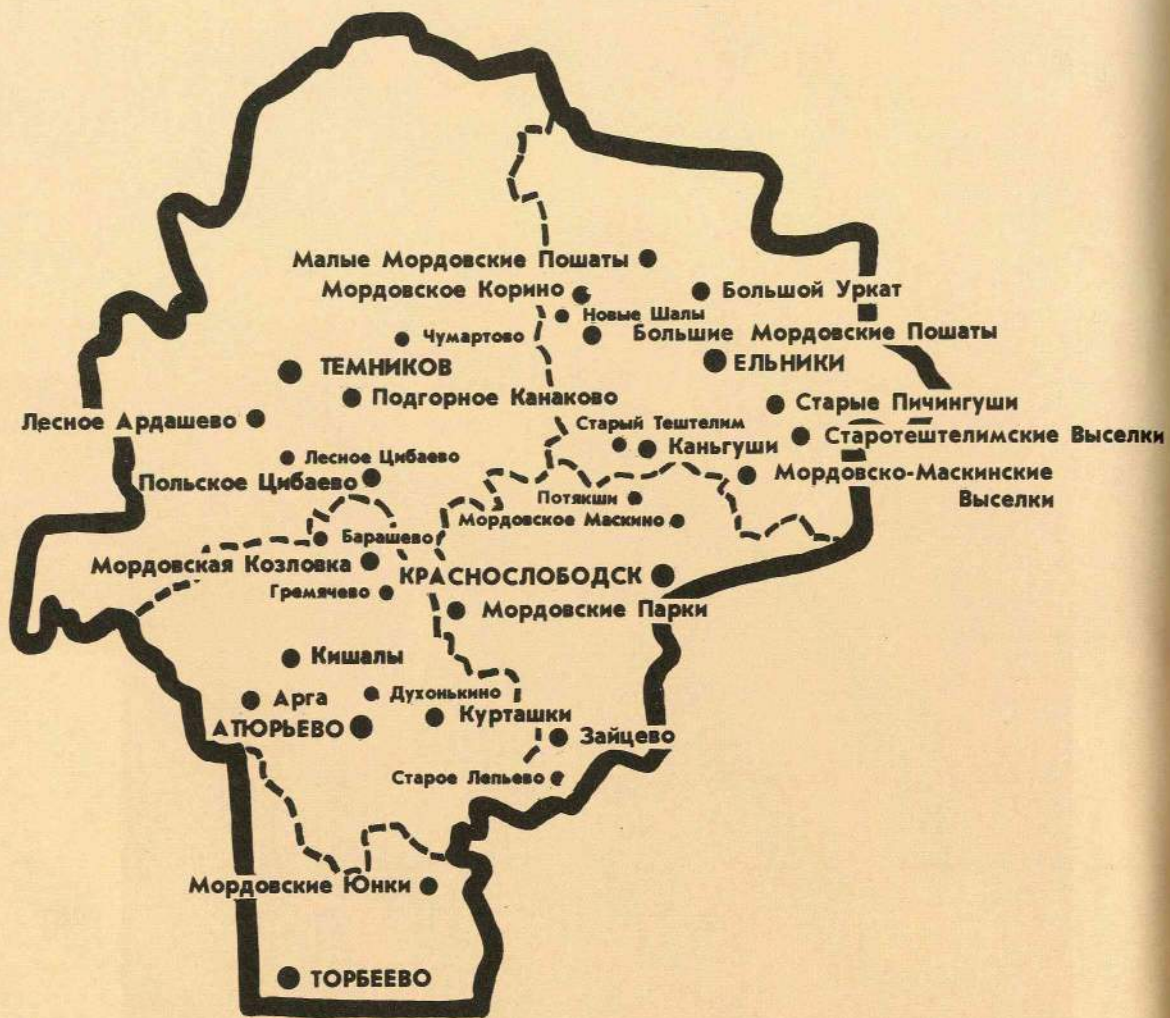 Малые Мордовские Пошаты
Мордовское Корино
Большой Уркат
Новые Шалы
Чумартово
Большие Мордовские Пошаты
ТЕМНИКОВ
ЕЛЬНИКИ
Подгорное Канаково
Старые Пичингуши
Лесное Ардашево
Старый Тештелим
Каньгуши
Старотештелимские Выселки
Лесное Цибаево
Польское Цибаево
Мордовско-Маскинские
Выселки
Потякши
Мордовское Маскино
Барашево
Мордовская Козловка
КРАСНОСЛОБОДСК
Гремячево
Мордовские Парки
Кишалы
Арга
Духонькино
Курташки
АТЮРЬЕВО
Зайцево
Старое Лепьево
Мордовские Юнки
ТОРБЕЕВО